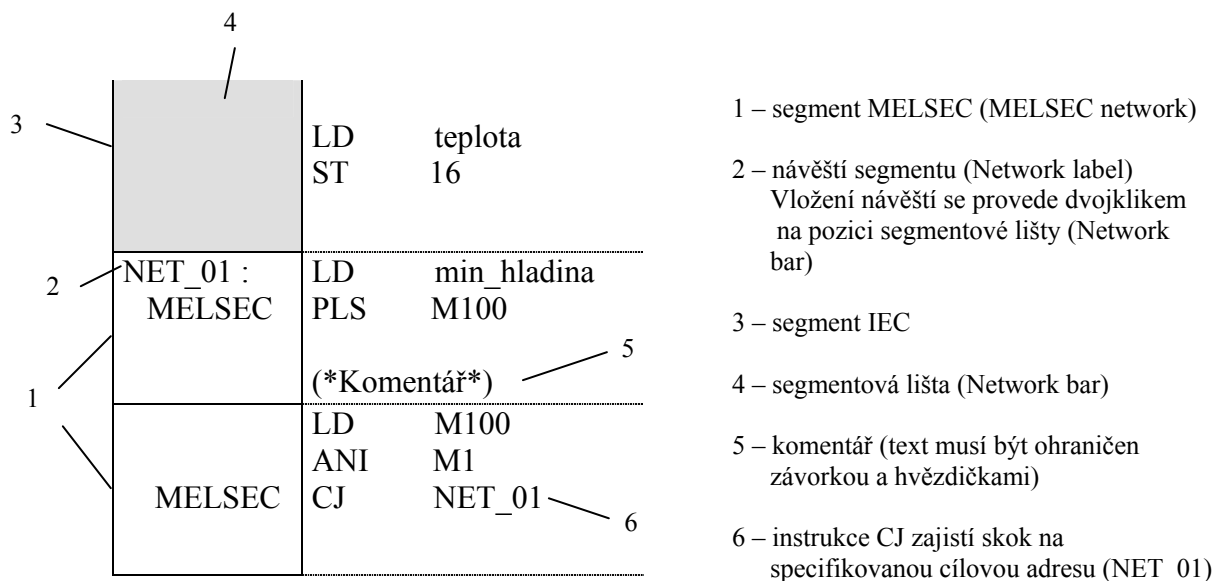 4
3
LD teplota
ST 16
2
NET_01 :
LD min_hladina
MELSEC PLS M100
5
(*Komentář*)
1
LD M100
ANI M1
MELSEC CJ NET_01
6
1 – segment MELSEC (MELSEC network)
2 – návěští segmentu (Network label)
Vložení návěští se provede dvojklikem
na pozici segmentové lišty (Network
bar)
3 – segment IEC
4 – segmentová lišta (Network bar)
5 – komentář (text musí být ohraničen
závorkou a hvězdičkami)
6 – instrukce CJ zajistí skok na
specifikovanou cílovou adresu (NET_01)